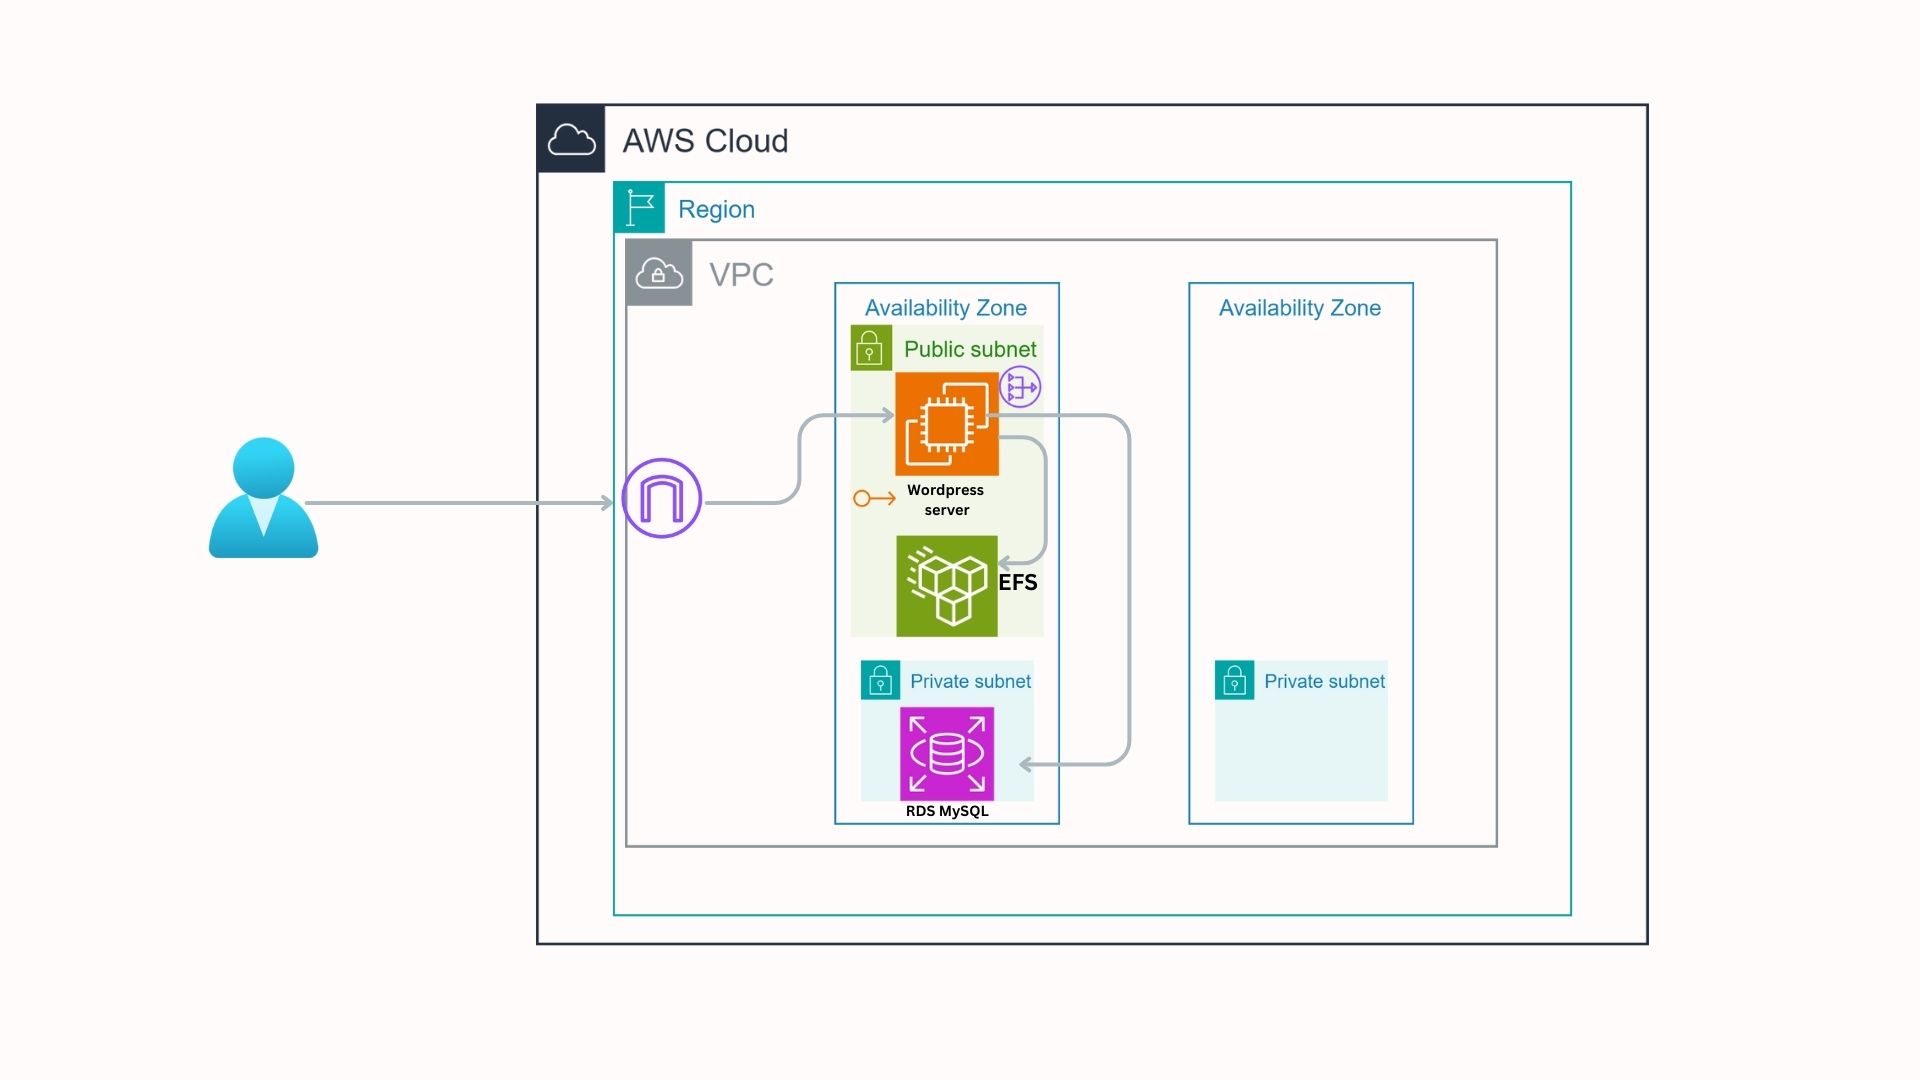 AWS Cloud
Region
VPC
Availability Zone
Public subnet
Wordpress
server
EFS
Private subnet
RDS MySQL
Availability Zone
Private subnet